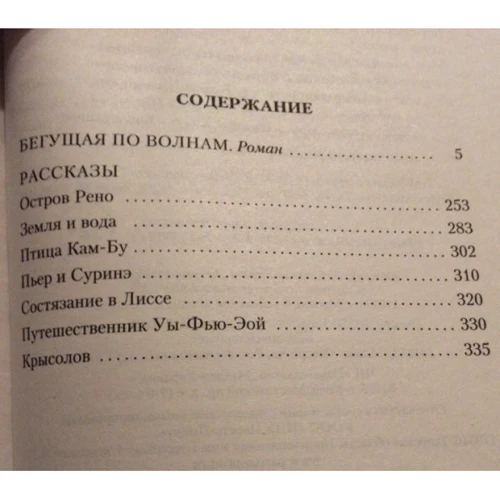 СОДЕРЖАНИЕ
БЕГУЩАЯ ПО ВОЛНАМ. Роман 5
РАССКАЗЫ
Остров Рено 253
Земля и вода 283
Птица Кам-Бу 302
Пьер и Суринэ 310
Состязание в Лиссе 320
Путешественник Уы-Фью-Эой 330
Крысолов 335